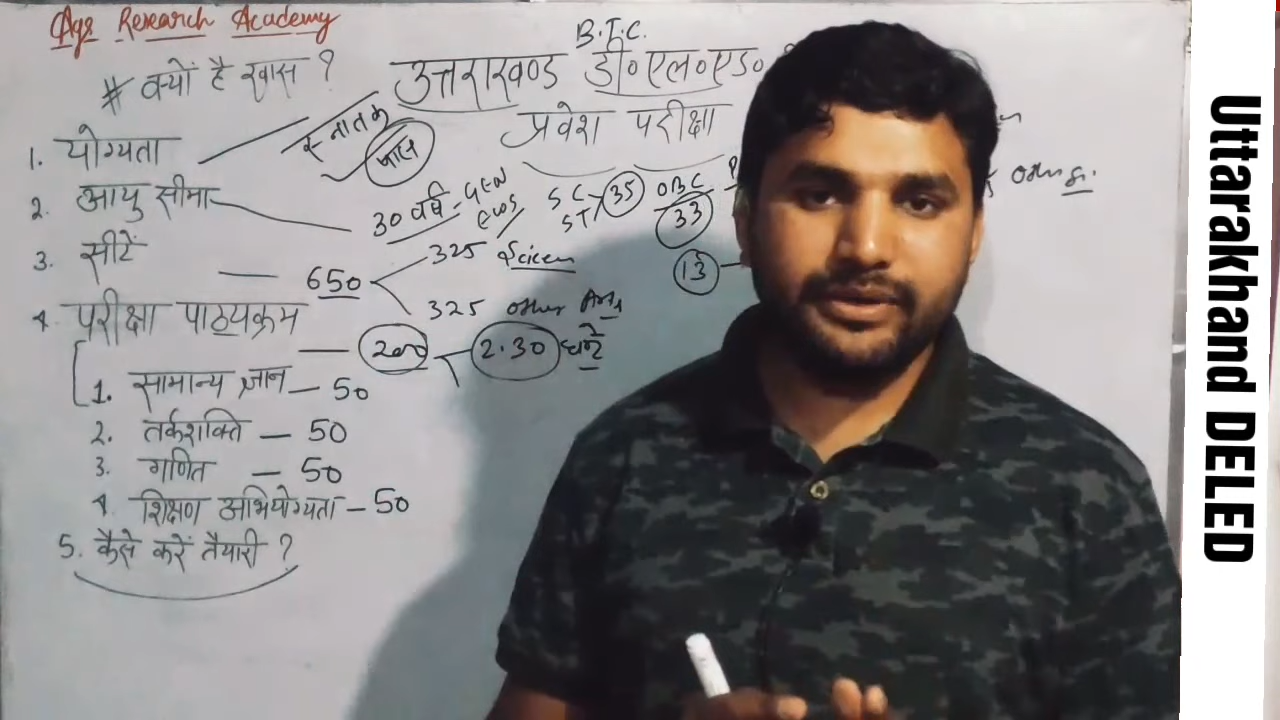 Age Research Academy
B.T.C.
# क्यों है खास ?
उत्तराखण्ड डी०एल०एड०
प्रवेश परीक्षा
1. योग्यता
स्नातक
पास
2. आयु सीमा
30 वर्ष - GEN
EWS
SC
ST
35
OBC
33
13
3. सीटें — 650
325
325 other
4. परीक्षा पाठ्यक्रम — 200 — 2.30 घण्टे
1. सामान्य ज्ञान — 50
2. तर्कशक्ति — 50
3. गणित — 50
4. शिक्षण अभियोग्यता — 50
5. कैसे करें तैयारी ?
Uttarakhand DELED